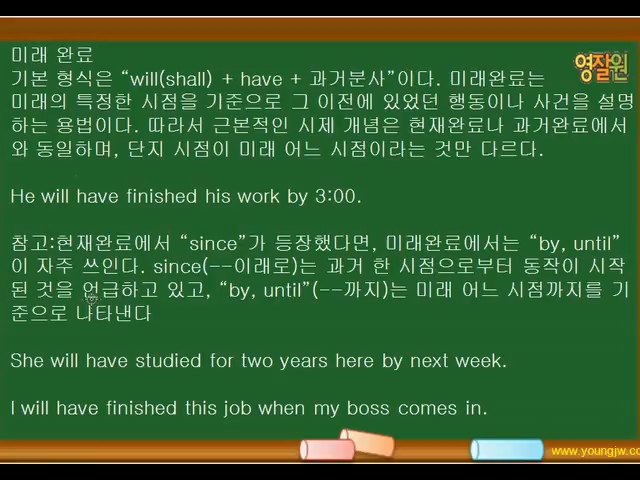 미래 완료
영잘원
기본 형식은 “will(shall) + have + 과거분사”이다. 미래완료는
미래의 특정한 시점을 기준으로 그 이전에 있었던 행동이나 사건을 설명
하는 용법이다. 따라서 근본적인 시제 개념은 현재완료나 과거완료에서
와 동일하며, 단지 시점이 미래 어느 시점이라는 것만 다르다.
He will have finished his work by 3:00.
참고:현재완료에서 “since”가 등장했다면, 미래완료에서는 “by, until”
이 자주 쓰인다. since(--이래로)는 과거 한 시점으로부터 동작이 시작
된 것을 언급하고 있고, “by, until”(--까지)는 미래 어느 시점까지를 기
준으로 나타낸다
She will have studied for two years here by next week.
I will have finished this job when my boss comes in.
www.youngjw.co